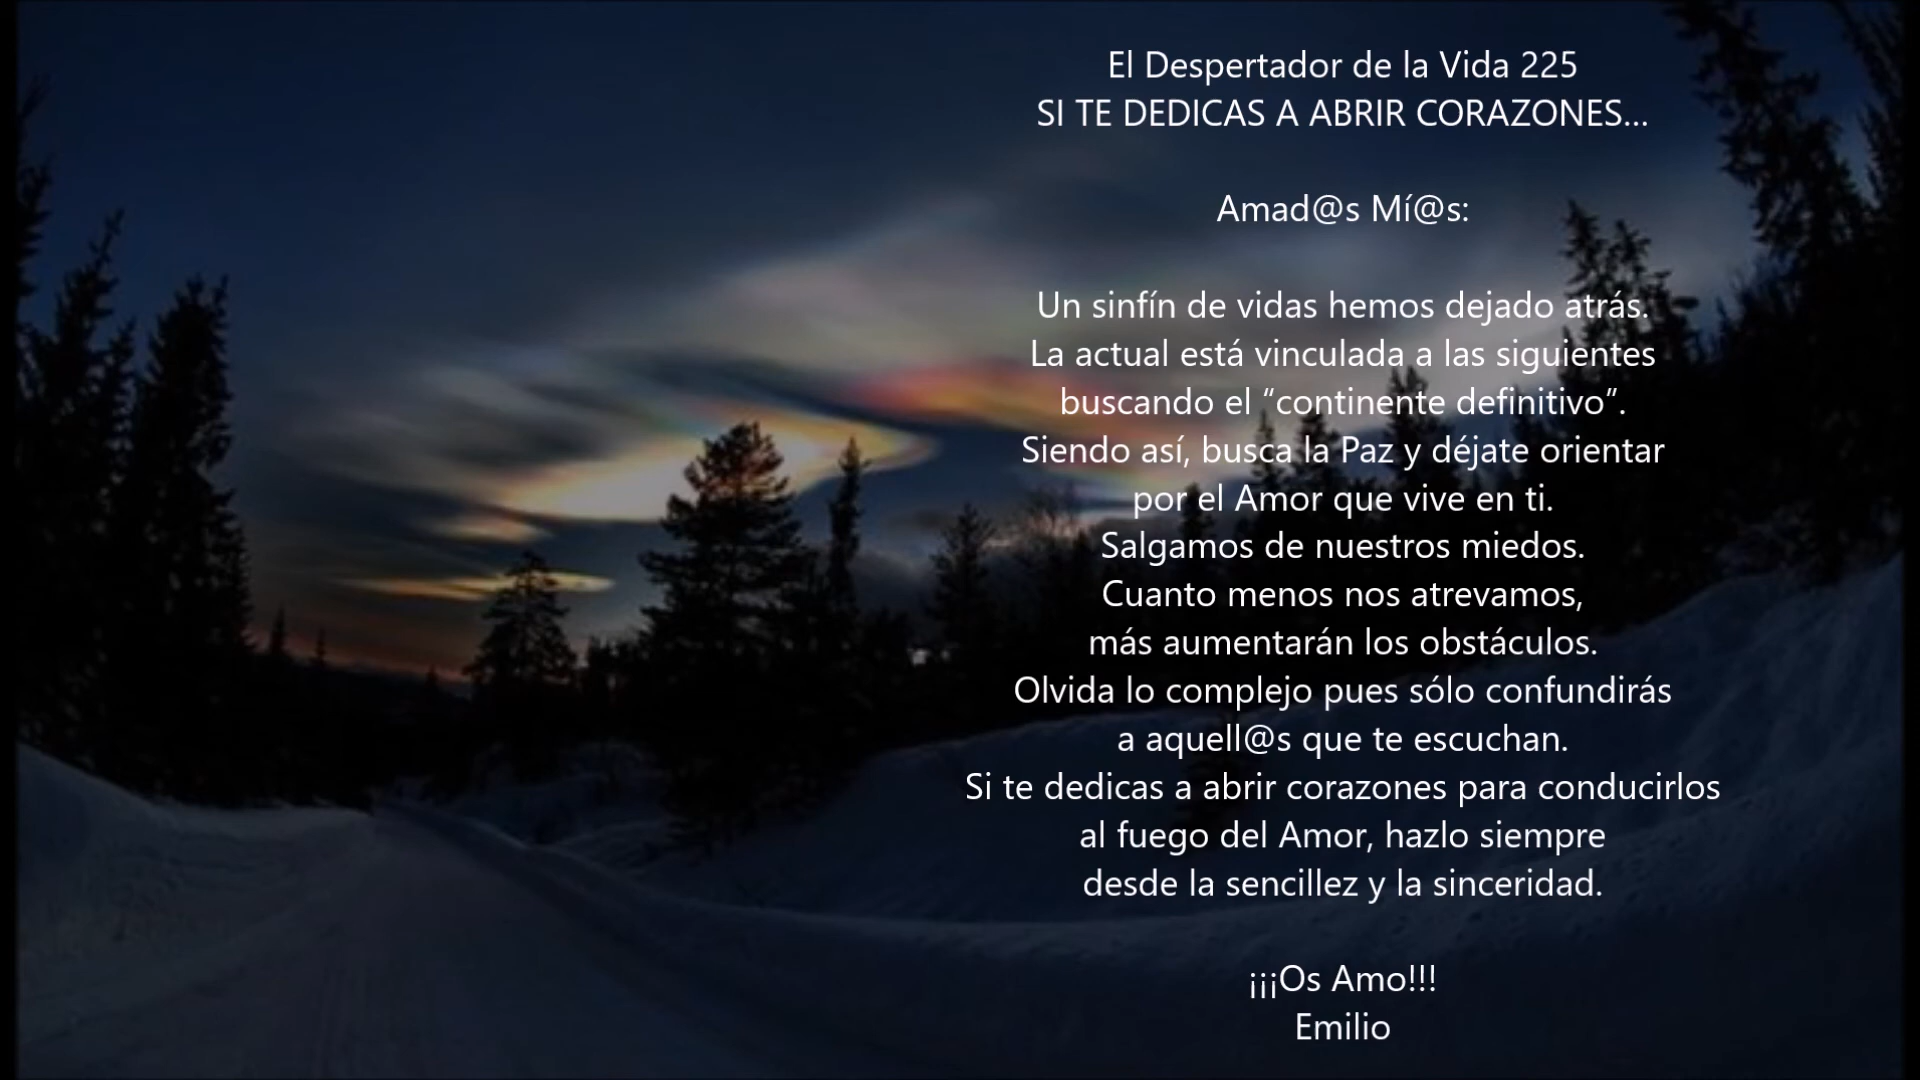 El Despertador de la Vida 225
SI TE DEDICAS A ABRIR CORAZONES...
Amad@s Mí@s:
Un sinfín de vidas hemos dejado atrás.
La actual está vinculada a las siguientes
buscando el “continente definitivo”.
Siendo así, busca la Paz y déjate orientar
por el Amor que vive en ti.
Salgamos de nuestros miedos.
Cuanto menos nos atrevamos,
más aumentarán los obstáculos.
Olvida lo complejo pues sólo confundirás
a aquell@s que te escuchan.
Si te dedicas a abrir corazones para conducirlos
al fuego del Amor, hazlo siempre
desde la sencillez y la sinceridad.
¡¡¡Os Amo!!!
Emilio